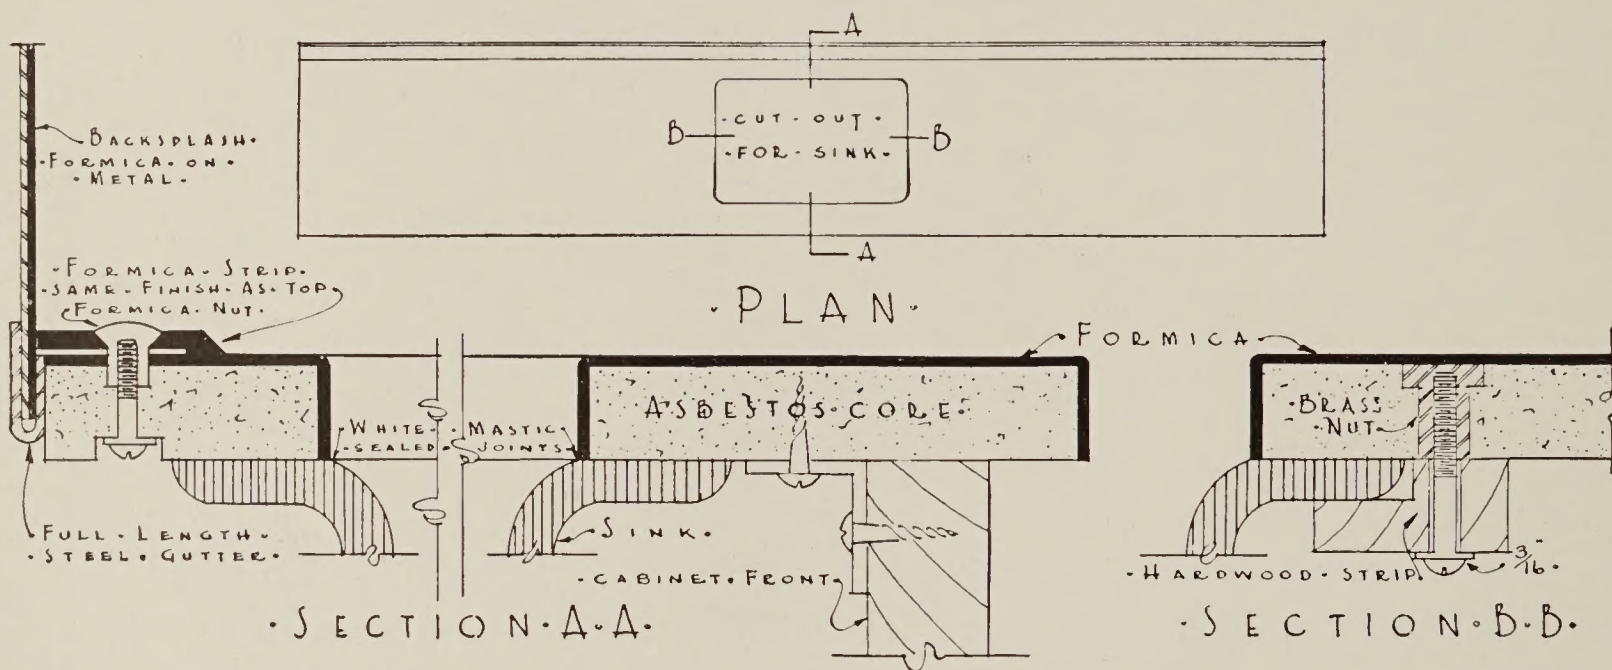 A
B · CUT · OUT · B
· FOR · SINK ·
A
· PLAN ·
· BACKSPLASH ·
· FORMICA · ON ·
· METAL ·
· FORMICA · STRIP ·
· SAME · FINISH · AS · TOP ·
FORMICA · NUT ·
· FORMICA ·
· WHITE · MASTIC ·
SEALED JOINTS
ASBESTOS · CORE ·
· BRASS
NUT ·
FULL · LENGTH ·
· STEEL · GUTTER ·
· SINK ·
· CABINET · FRONT
· HARDWOOD · STRIP ·
3/16" ·
· SECTION · A · A ·
· SECTION · B · B ·